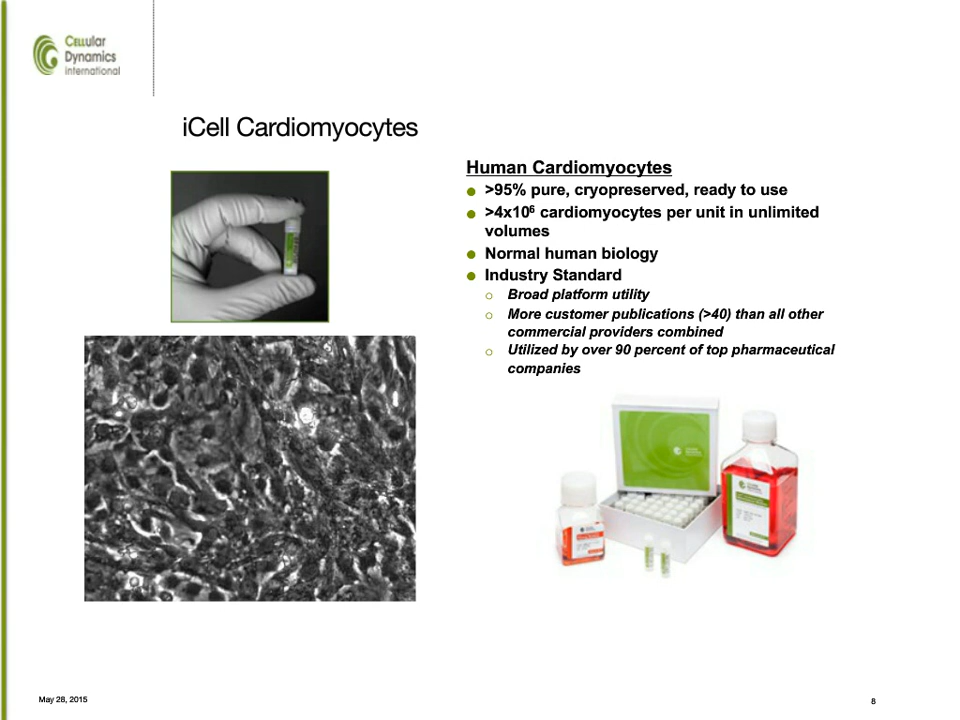 Cellular
Dynamics
international
iCell Cardiomyocytes
Human Cardiomyocytes
>95% pure, cryopreserved, ready to use
>4x10⁶ cardiomyocytes per unit in unlimited
volumes
Normal human biology
Industry Standard
Broad platform utility
More customer publications (>40) than all other
commercial providers combined
Utilized by over 90 percent of top pharmaceutical
companies
May 28, 2015
8